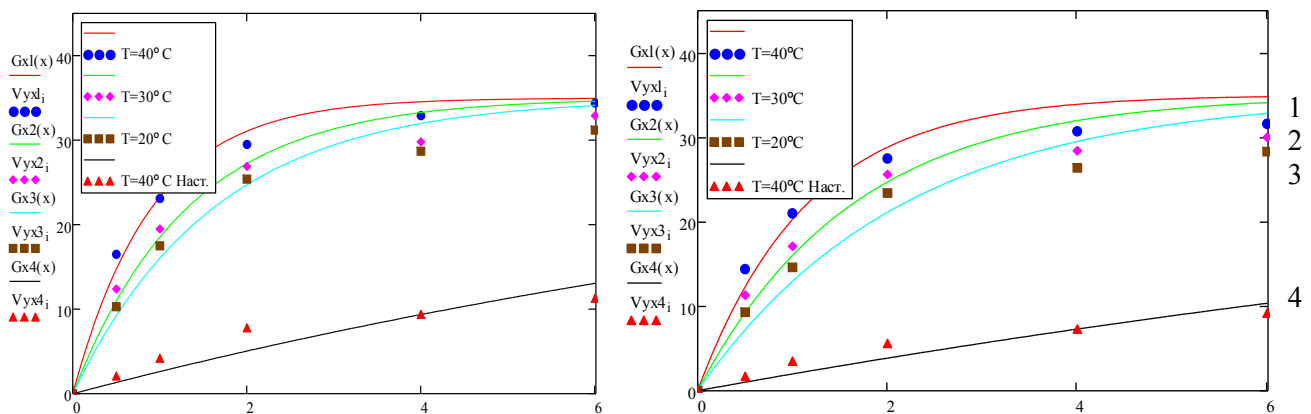 40
30
20
10
0
0
2
4
6
Gx1(x)
Vyx1i
Gx2(x)
Vyx2i
Gx3(x)
Vyx3i
Gx4(x)
Vyx4i
T=40°C
T=30°C
T=20°C
T=40°C Наст.
40
30
20
10
0
0
2
4
6
Gx1(x)
Vyx1i
Gx2(x)
Vyx2i
Gx3(x)
Vyx3i
Gx4(x)
Vyx4i
T=40°C
T=30°C
T=20°C
T=40°C Наст.
1
2
3
4